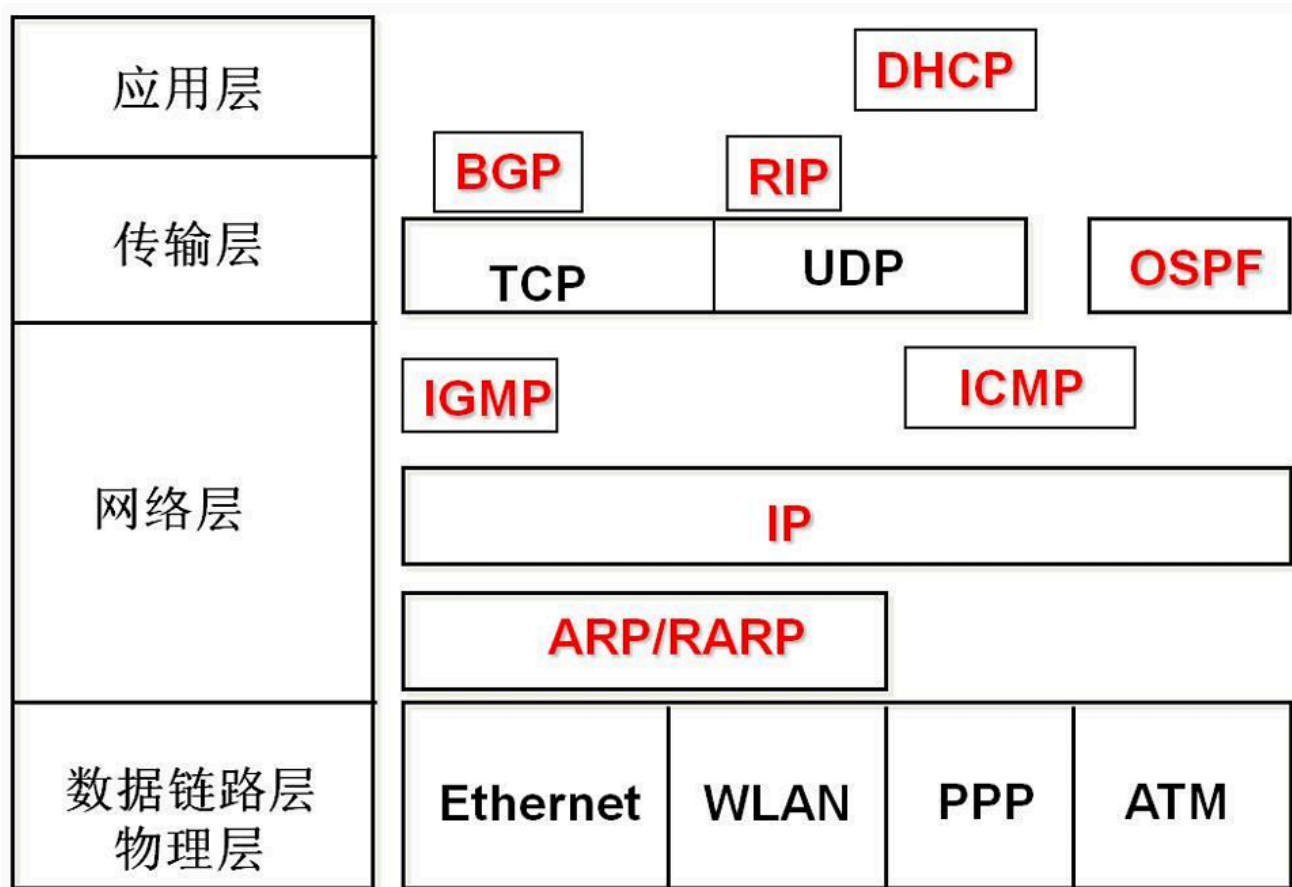 应用层
DHCP
BGP
RIP
传输层
TCP
UDP
OSPF
IGMP
ICMP
网络层
IP
ARP/RARP
数据链路层
物理层
Ethernet
WLAN
PPP
ATM